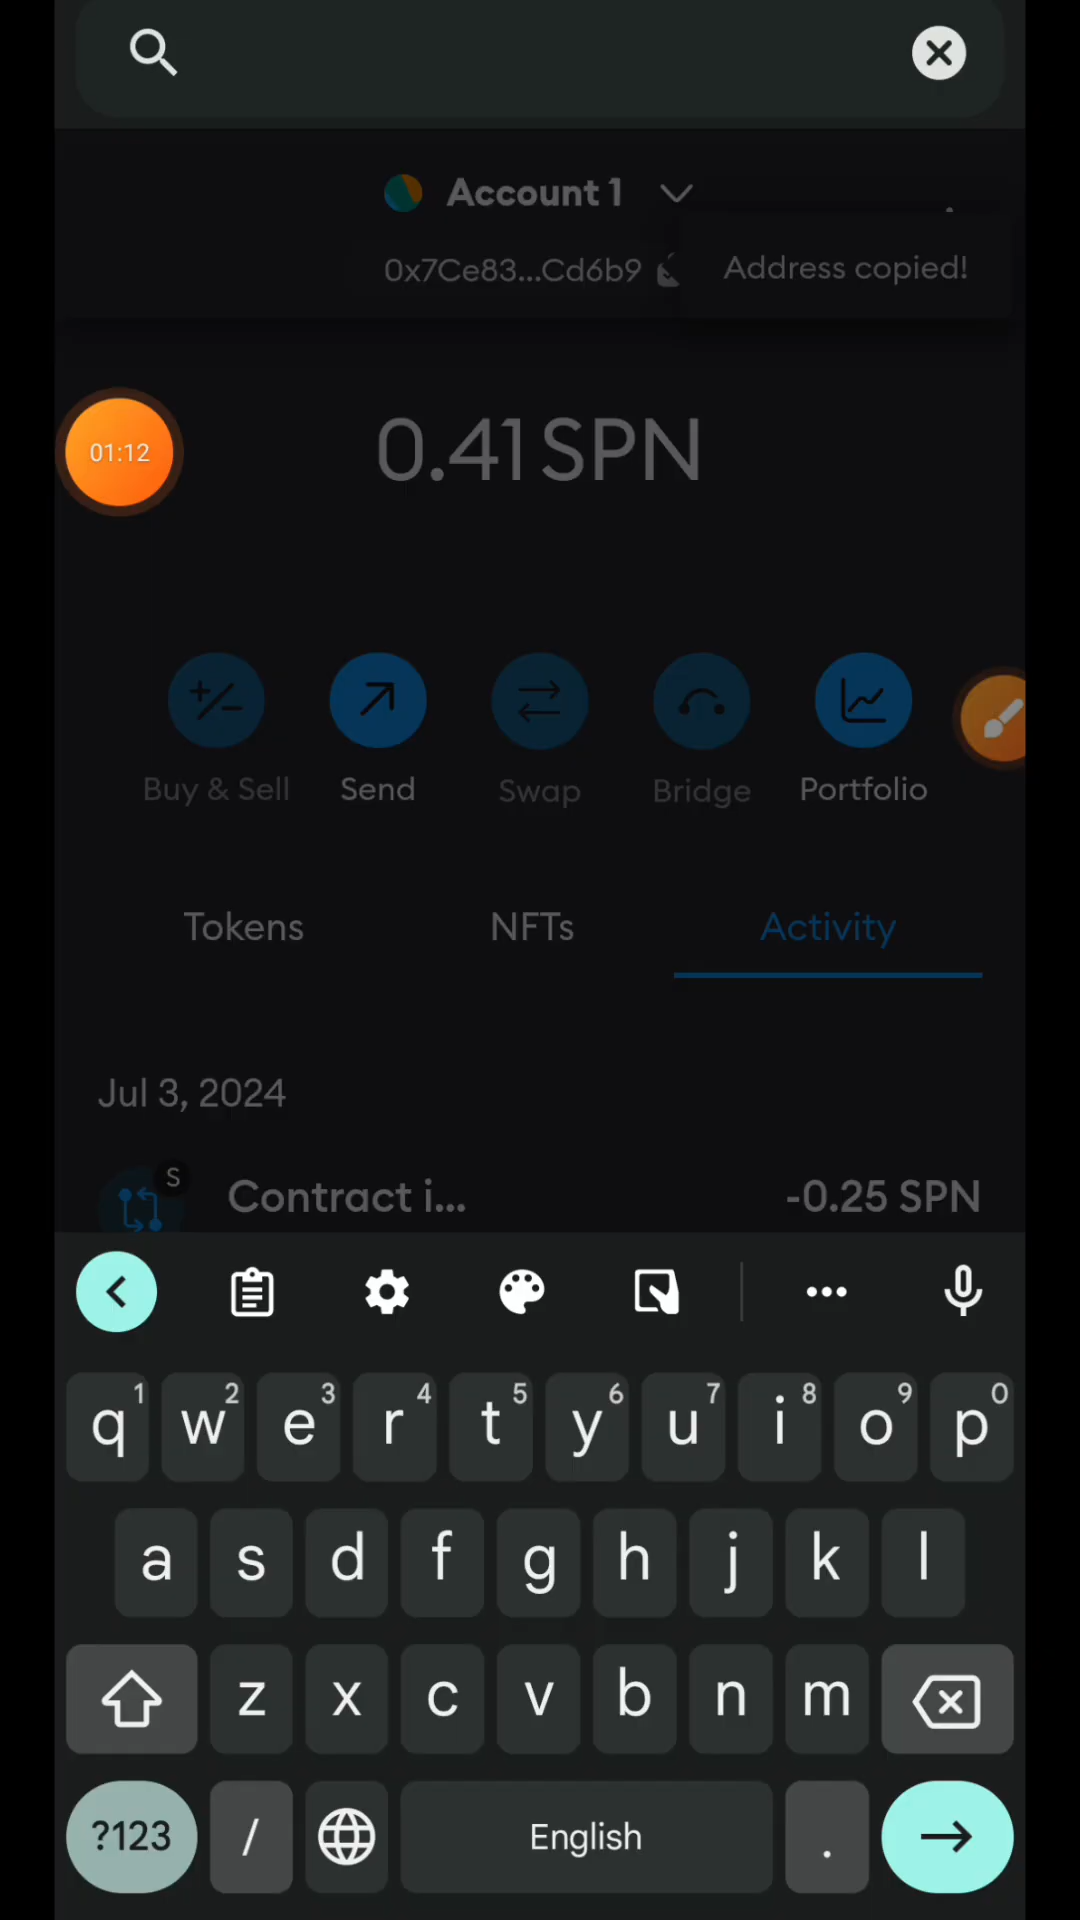 Account 1
0x7Ce83...Cd6b9
Address copied!
01:12
0.41 SPN
Buy & Sell Send Swap Bridge Portfolio
Tokens NFTs Activity
Jul 3, 2024
S
Contract i... -0.25 SPN
1 2 3 4 5 6 7 8 9 0
q w e r t y u i o p
a s d f g h j k l
z x c v b n m
?123 / English .